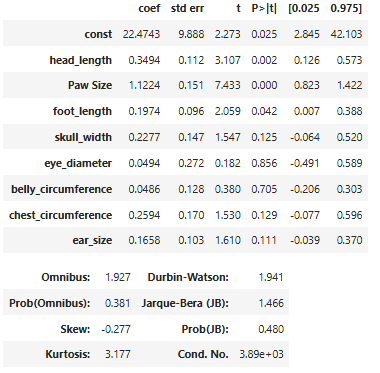 coef std err t P>|t| [0.025 0.975]
const 22.4743 9.888 2.273 0.025 2.845 42.103
head_length 0.3494 0.112 3.107 0.002 0.126 0.573
Paw Size 1.1224 0.151 7.433 0.000 0.823 1.422
foot_length 0.1974 0.096 2.059 0.042 0.007 0.388
skull_width 0.2277 0.147 1.547 0.125 -0.064 0.520
eye_diameter 0.0494 0.272 0.182 0.856 -0.491 0.589
belly_circumference 0.0486 0.128 0.380 0.705 -0.206 0.303
chest_circumference 0.2594 0.170 1.530 0.129 -0.077 0.596
ear_size 0.1658 0.103 1.610 0.111 -0.039 0.370
Omnibus: 1.927 Durbin-Watson: 1.941
Prob(Omnibus): 0.381 Jarque-Bera (JB): 1.466
Skew: -0.277 Prob(JB): 0.480
Kurtosis: 3.177 Cond. No. 3.89e+03